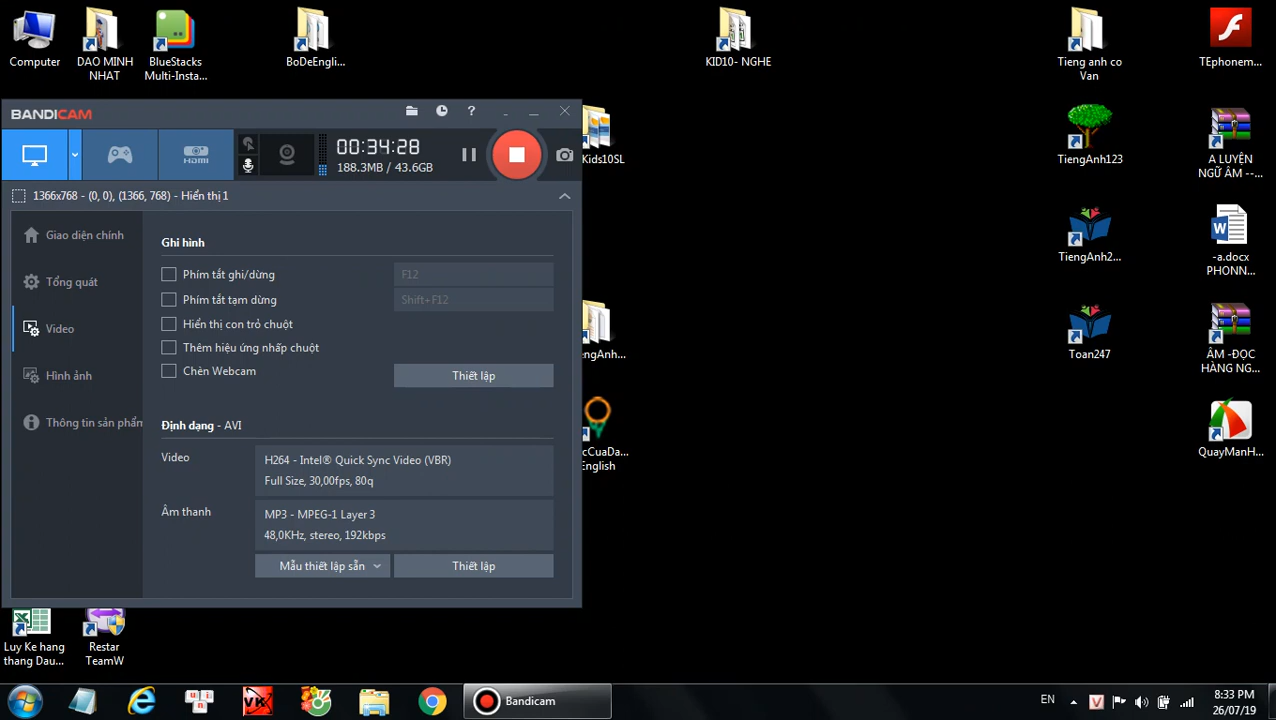 Computer
DAO MINH
NHAT
BlueStacks
Multi-Insta...
BoDeEngli...
KID10- NGHE
Tieng anh co
Van
TEphonem...
BANDICAM
?
HDMI
00:34:28
188.3MB / 43.6GB
1366x768 - (0, 0), (1366, 768) - Hiển thị 1
Giao diện chính
Tổng quát
Video
Hình ảnh
Thông tin sản phẩn
Ghi hình
Phím tắt ghi/dừng
F12
Phím tắt tạm dừng
Shift+F12
Hiển thị con trỏ chuột
Thêm hiệu ứng nhấp chuột
Chèn Webcam
Thiết lập
Định dạng - AVI
Video
H264 - Intel® Quick Sync Video (VBR)
Full Size, 30,00fps, 80q
Âm thanh
MP3 - MPEG-1 Layer 3
48,0KHz, stereo, 192kbps
Mẫu thiết lập sẵn
Thiết lập
Kids10SL
engAnh...
cCuaDa...
English
TiengAnh123
TiengAnh2...
Toan247
A LUYỆN
NGỮ ÂM --...
-a.docx
PHONN...
ÂM -ĐỌC
HÀNG NG...
QuayManH...
Luy Ke hang
thang Dau...
Restar
TeamW
VK
Bandicam
EN
V
8:33 PM
26/07/19